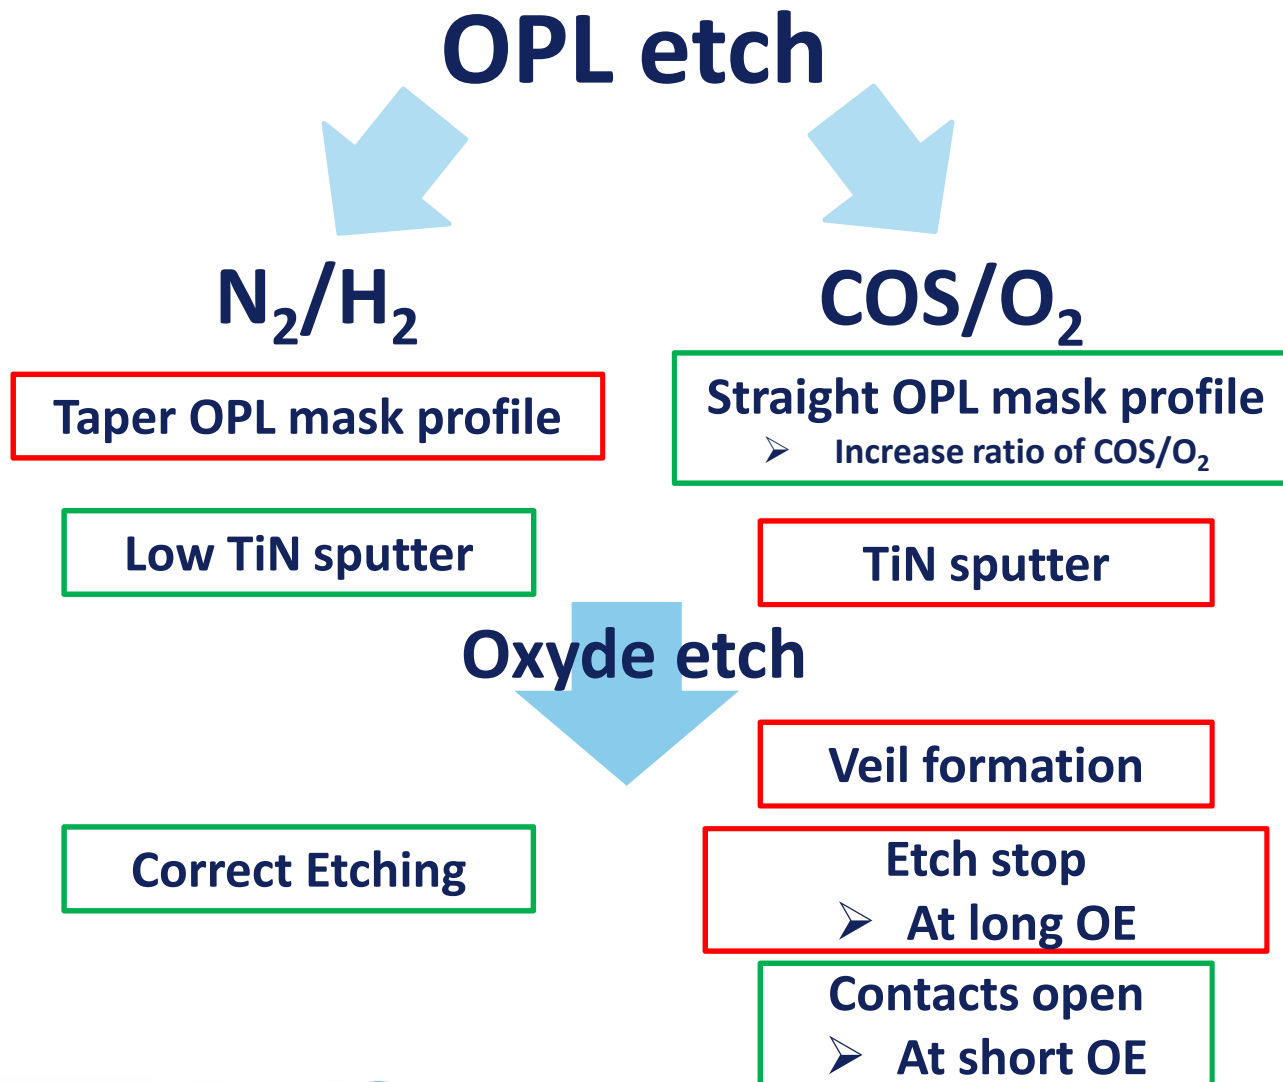 OPL etch
N₂/H₂
Taper OPL mask profile
Low TiN sputter
COS/O₂
Straight OPL mask profile
➢ Increase ratio of COS/O₂
TiN sputter
Oxyde etch
Correct Etching
Veil formation
Etch stop
➢ At long OE
Contacts open
➢ At short OE